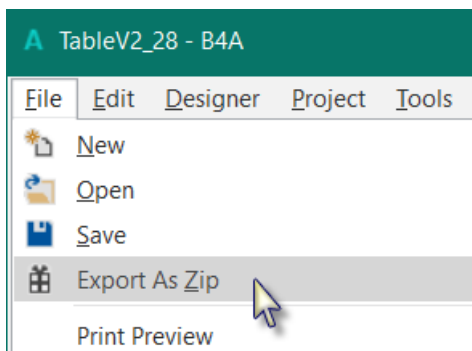 A TableV2_28 - B4A
File Edit Designer Project Tools
New
Open
Save
Export As Zip
Print Preview